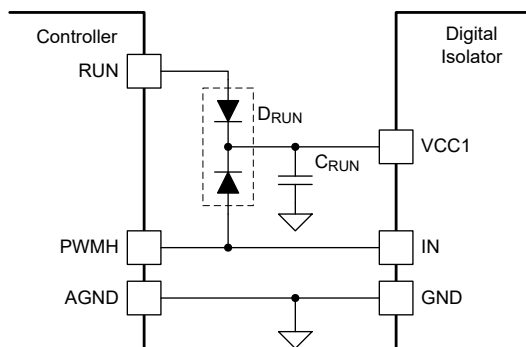 Controller
Digital
Isolator
RUN
DRUN
VCC1
CRUN
PWMH
IN
AGND
GND